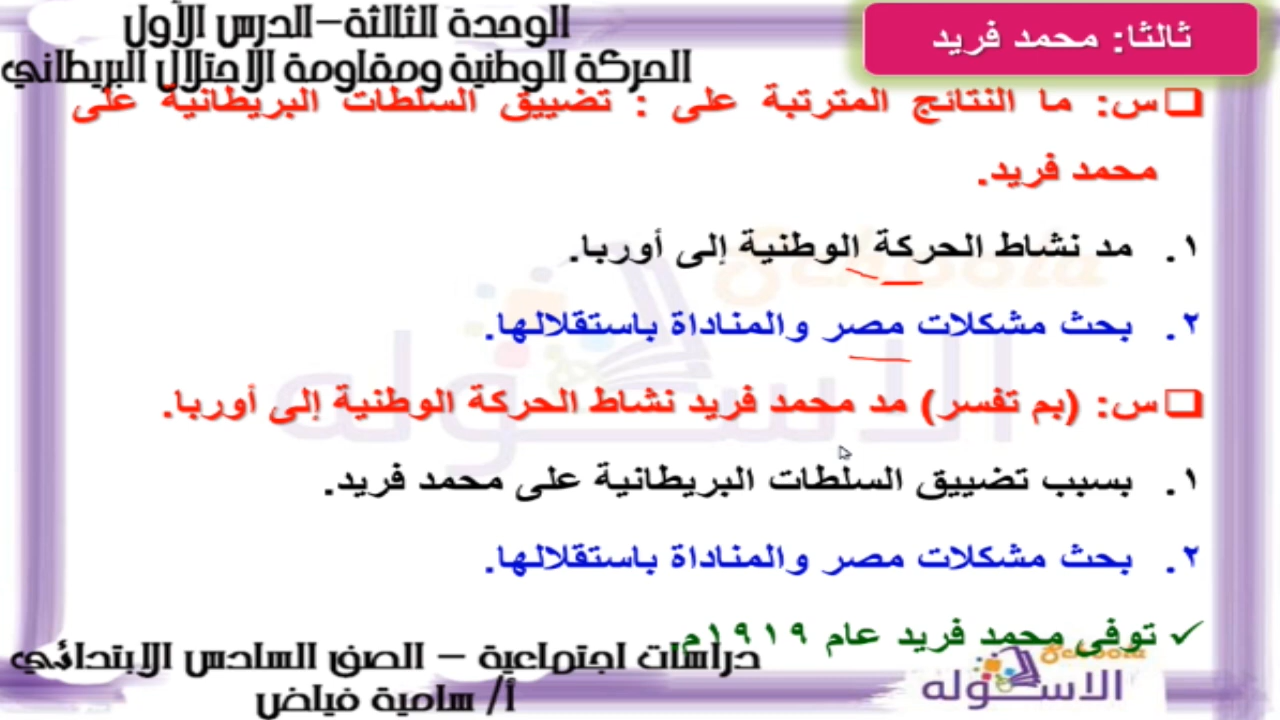 الوحدة الثالثة-الدرس الأول
الحركة الوطنية ومقاومة الاحتلال البريطاني
ثالثا: محمد فريد
س: ما النتائج المترتبة على : تضييق السلطات البريطانية على
محمد فريد.
١. مد نشاط الحركة الوطنية إلى أوربا.
٢. بحث مشكلات مصر والمناداة باستقلالها.
س: (بم تفسر) مد محمد فريد نشاط الحركة الوطنية إلى أوربا.
١. بسبب تضييق السلطات البريطانية على محمد فريد.
٢. بحث مشكلات مصر والمناداة باستقلالها.
✓ توفى محمد فريد عام ١٩١٩م.
دراسات اجتماعية – الصف السادس الابتدائي
أ/ سامية فياض
الاسكوله